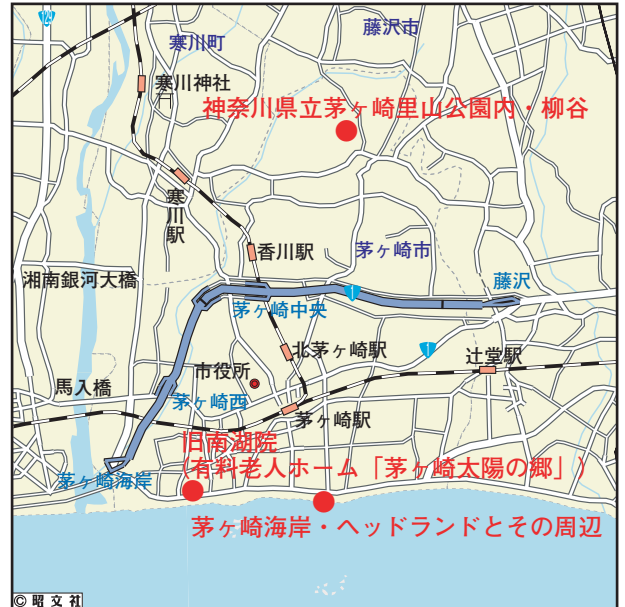 129
寒川町
藤沢市
寒川神社
神奈川県立茅ヶ崎里山公園内・柳谷
寒川駅
香川駅
茅ヶ崎市
湘南銀河大橋
藤沢
1
茅ヶ崎中央
北茅ヶ崎駅
1
辻堂駅
市役所
馬入橋
茅ヶ崎西
茅ヶ崎駅
旧南湖院
(有料老人ホーム「茅ヶ崎太陽の郷」)
茅ヶ崎海岸
茅ヶ崎海岸・ヘッドランドとその周辺
© 昭文社